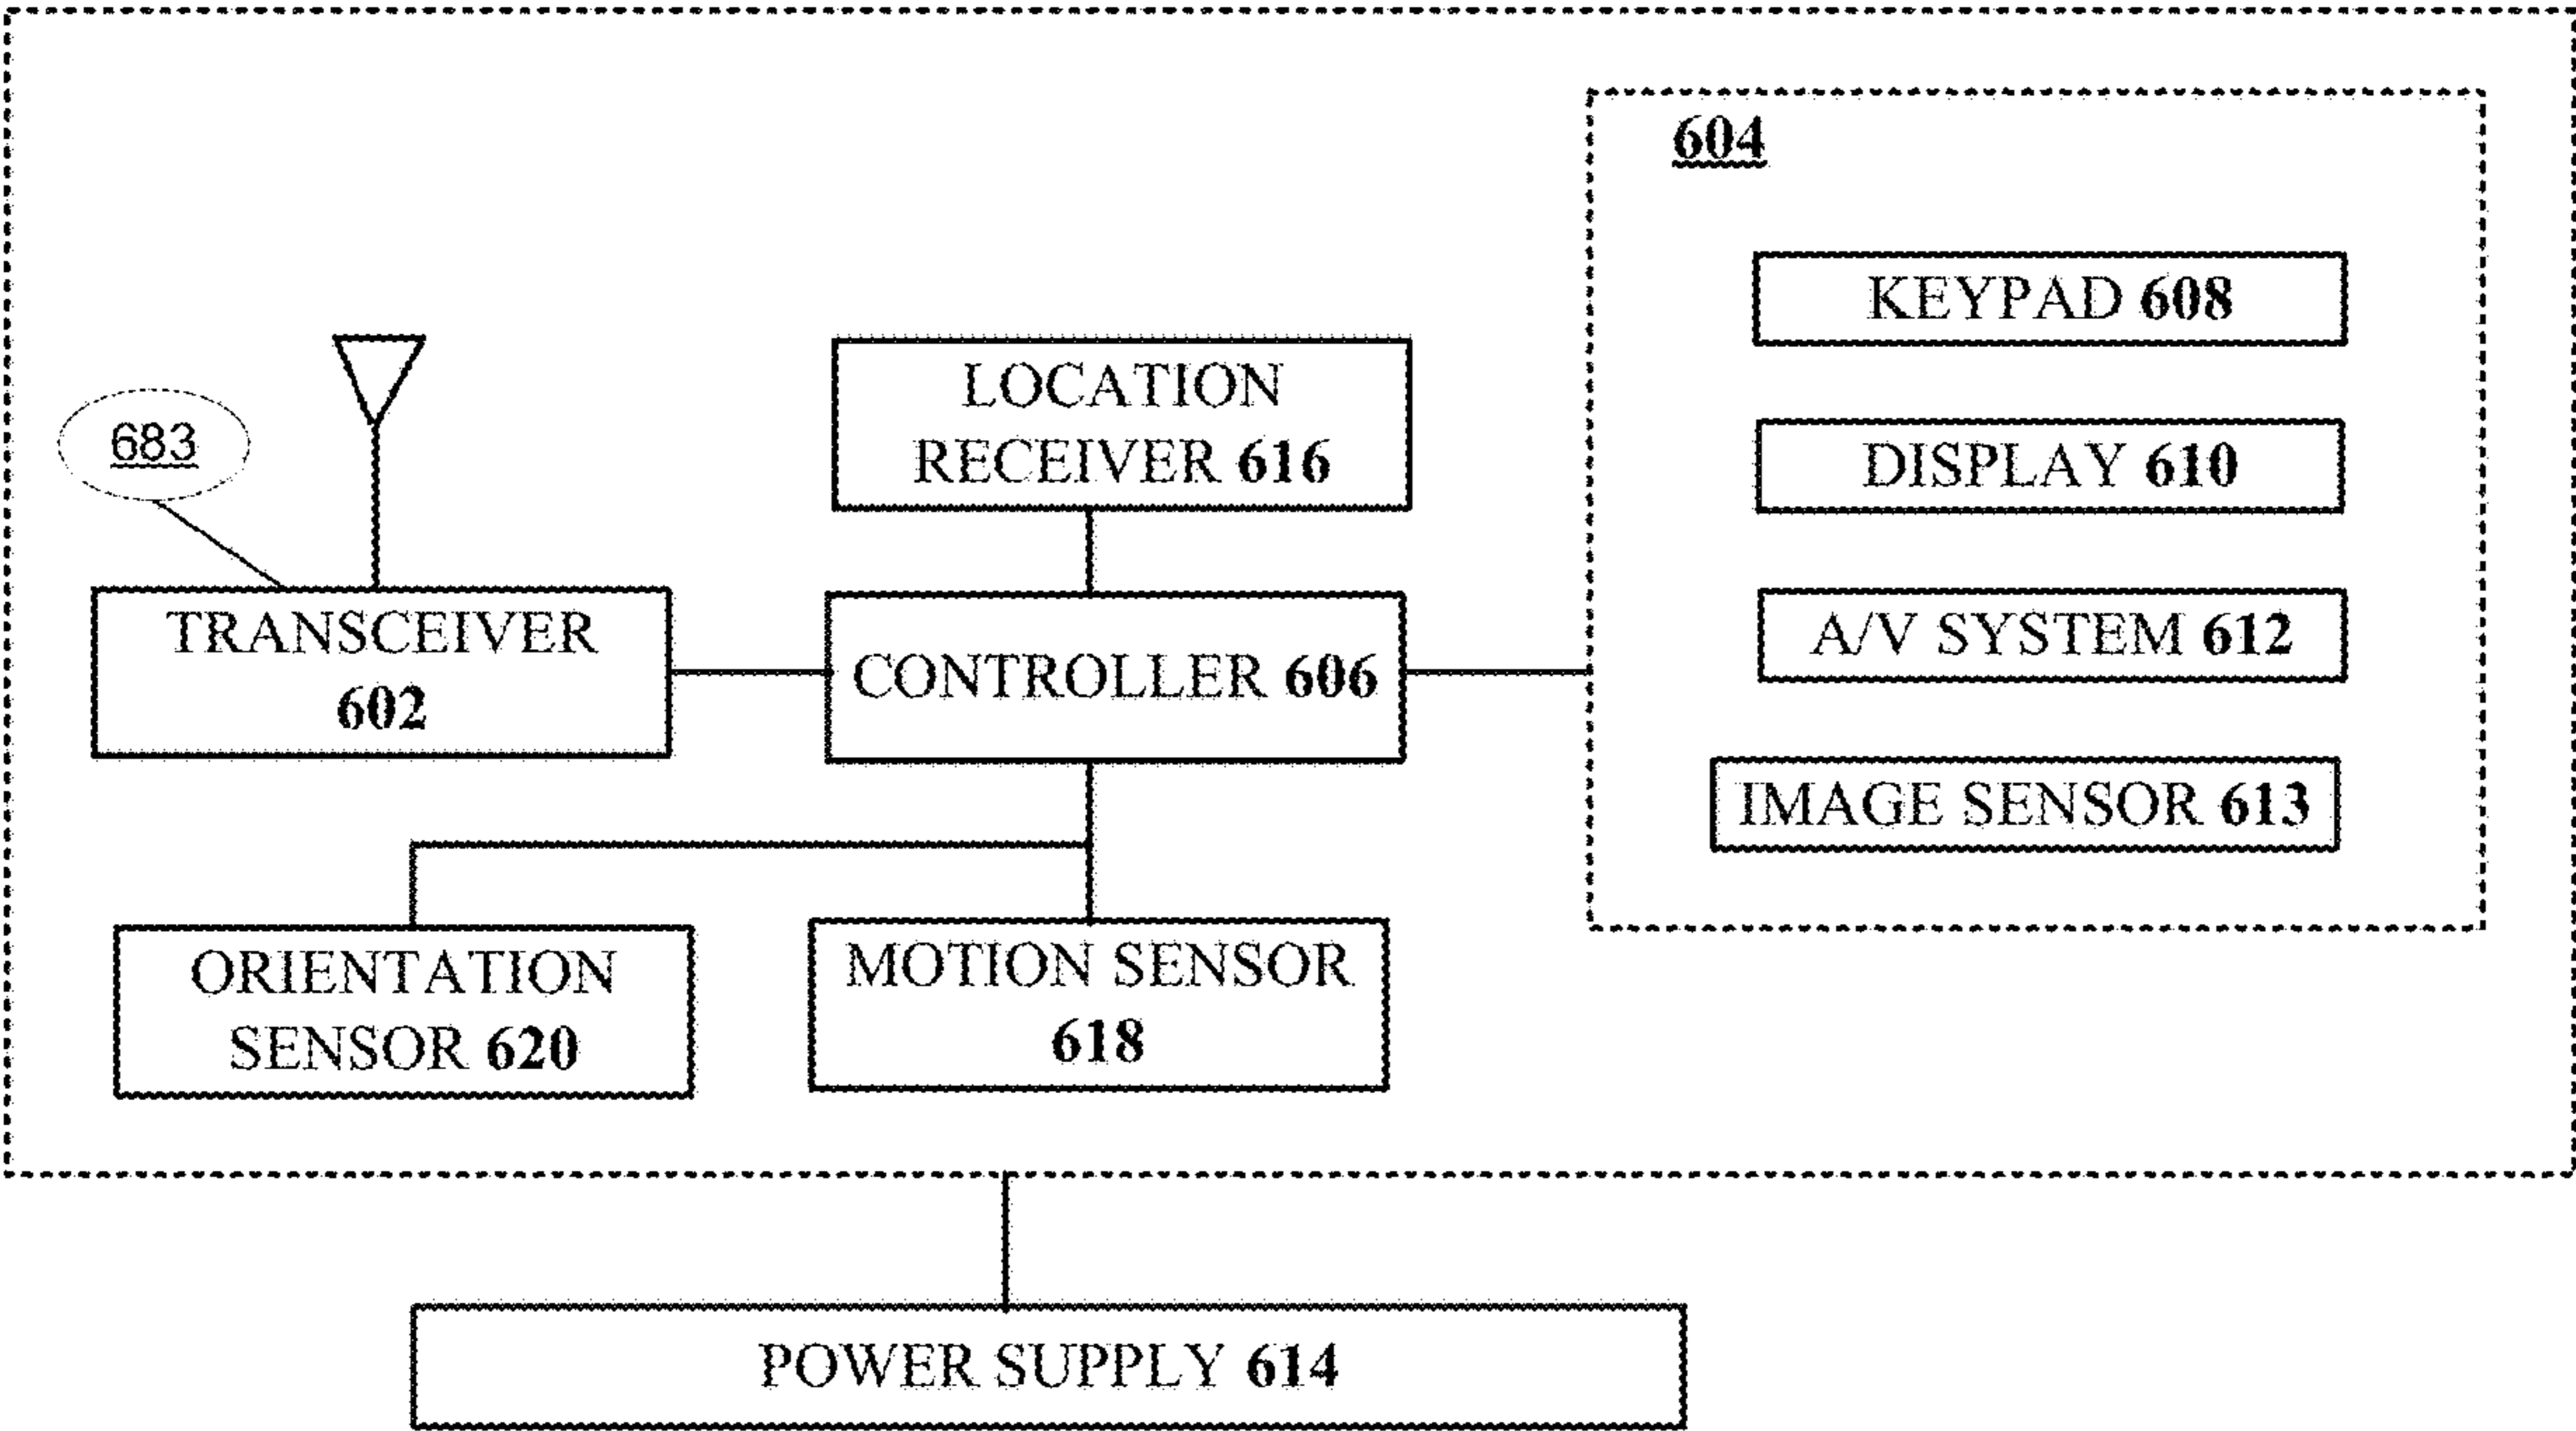 604
KEYPAD 608
LOCATION
RECEIVER 616
683
DISPLAY 610
TRANSCEIVER
602
CONTROLLER 606
A/V SYSTEM 612
IMAGE SENSOR 613
ORIENTATION
SENSOR 620
MOTION SENSOR
618
POWER SUPPLY 614